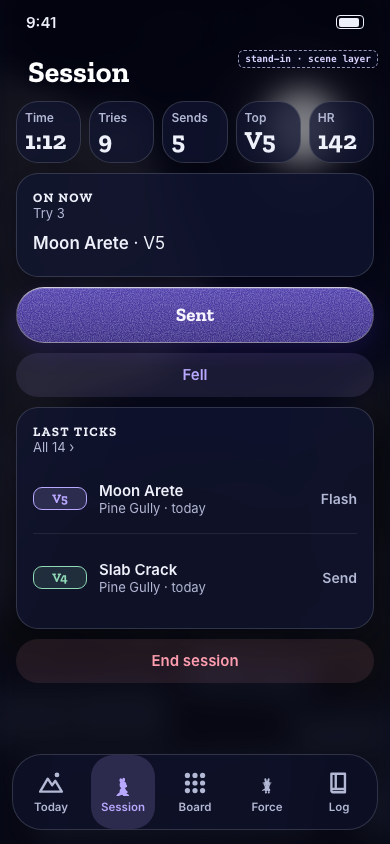 9:41
stand-in · scene layer
Session
Time
Tries
Sends
Top
HR
1:12
9
5
V5
142
ON NOW
Try 3
Moon Arete · V5
Sent
Fell
LAST TICKS
All 14 ›
V5
Moon Arete
Pine Gully · today
Flash
V4
Slab Crack
Pine Gully · today
Send
End session
Today
Session
Board
Force
Log